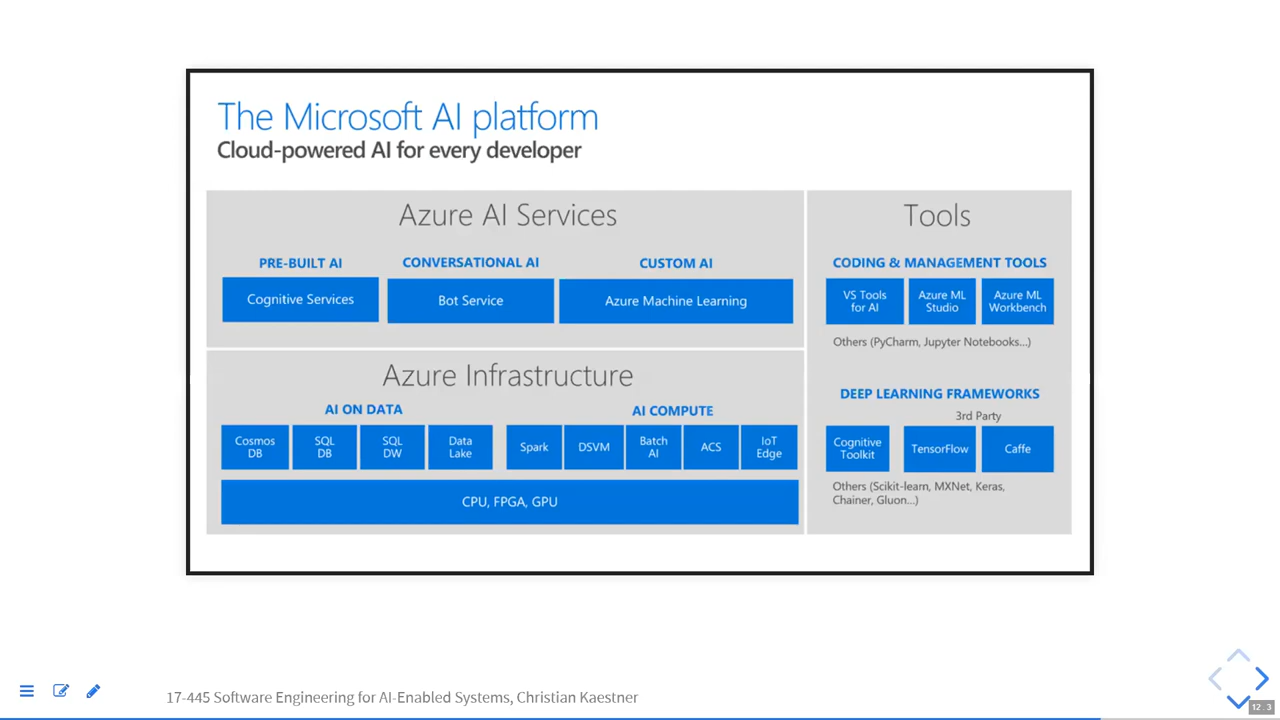 The Microsoft AI platform
Cloud-powered AI for every developer
Azure AI Services
PRE-BUILT AI
CONVERSATIONAL AI
CUSTOM AI
Cognitive Services
Bot Service
Azure Machine Learning
Azure Infrastructure
AI ON DATA
AI COMPUTE
Cosmos
DB
SQL
DB
SQL
DW
Data
Lake
Spark
DSVM
Batch
AI
ACS
IoT
Edge
CPU, FPGA, GPU
Tools
CODING & MANAGEMENT TOOLS
VS Tools
for AI
Azure ML
Studio
Azure ML
Workbench
Others (PyCharm, Jupyter Notebooks...)
DEEP LEARNING FRAMEWORKS
3rd Party
Cognitive
Toolkit
TensorFlow
Caffe
Others (Scikit-learn, MXNet, Keras,
Chainer, Gluon...)
17-445 Software Engineering for AI-Enabled Systems, Christian Kaestner
12.3